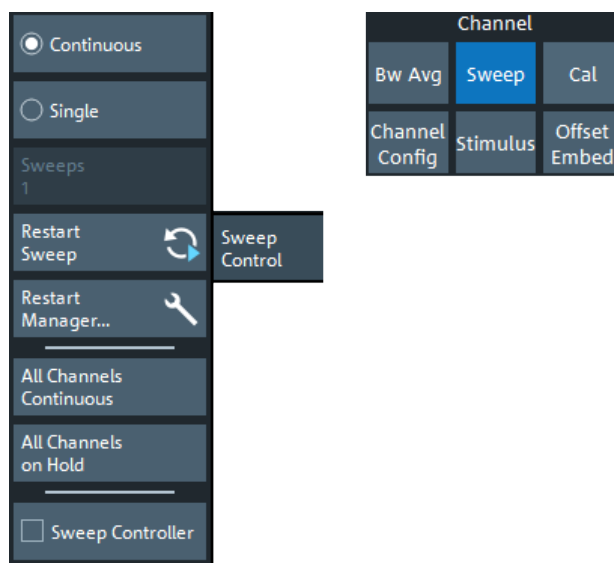 Continuous
Single
Sweeps
1
Restart
Sweep
Restart
Manager...
All Channels
Continuous
All Channels
on Hold
Sweep Controller
Sweep
Control
Channel
Bw Avg
Sweep
Cal
Channel
Config
Stimulus
Offset
Embed